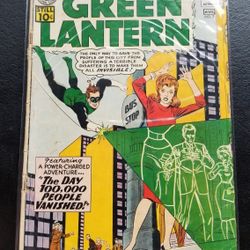 STILL
10¢
GREEN
LANTERN
THE ONLY WAY TO SAVE THE
PEOPLE OF THIS CITY FROM
SUFFERING A TERRIBLE
DISASTER IS TO MAKE THEM
ALL INVISIBLE!
BUS
STOP
Featuring
A POWER-CHARGED
ADVENTURE...
"The DAY
100,000
PEOPLE
VANISHED!"